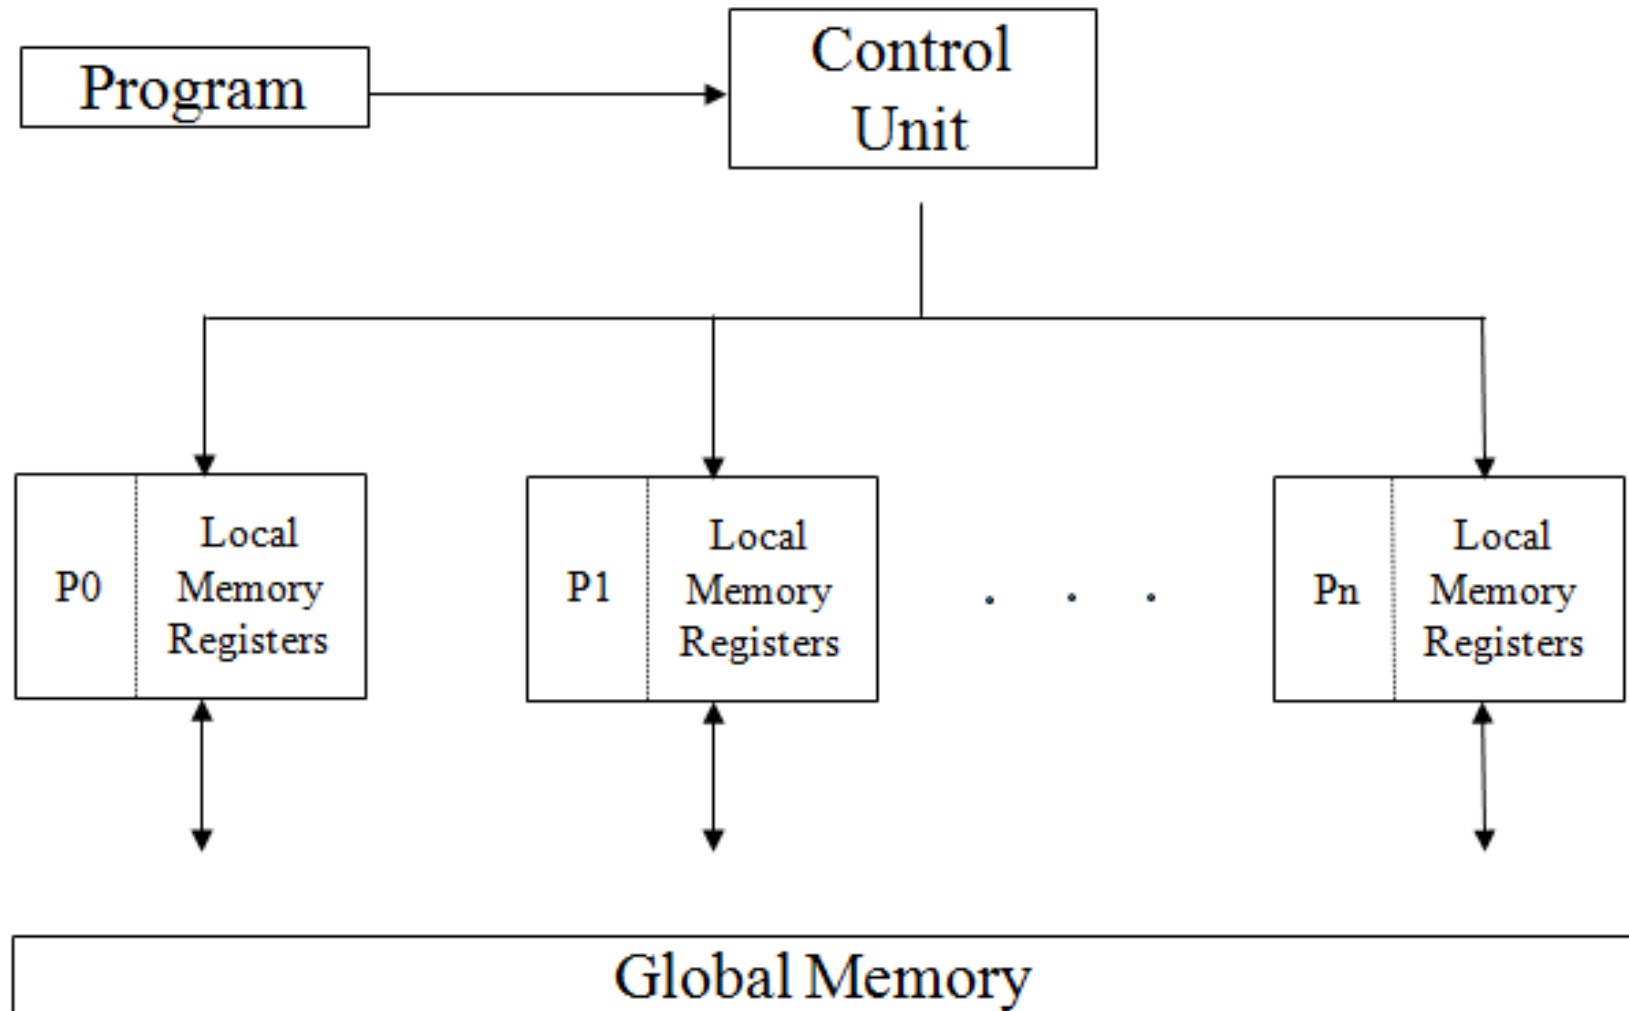 Program
Control
Unit
P0
Local
Memory
Registers
P1
Local
Memory
Registers
. . .
Pn
Local
Memory
Registers
Global Memory